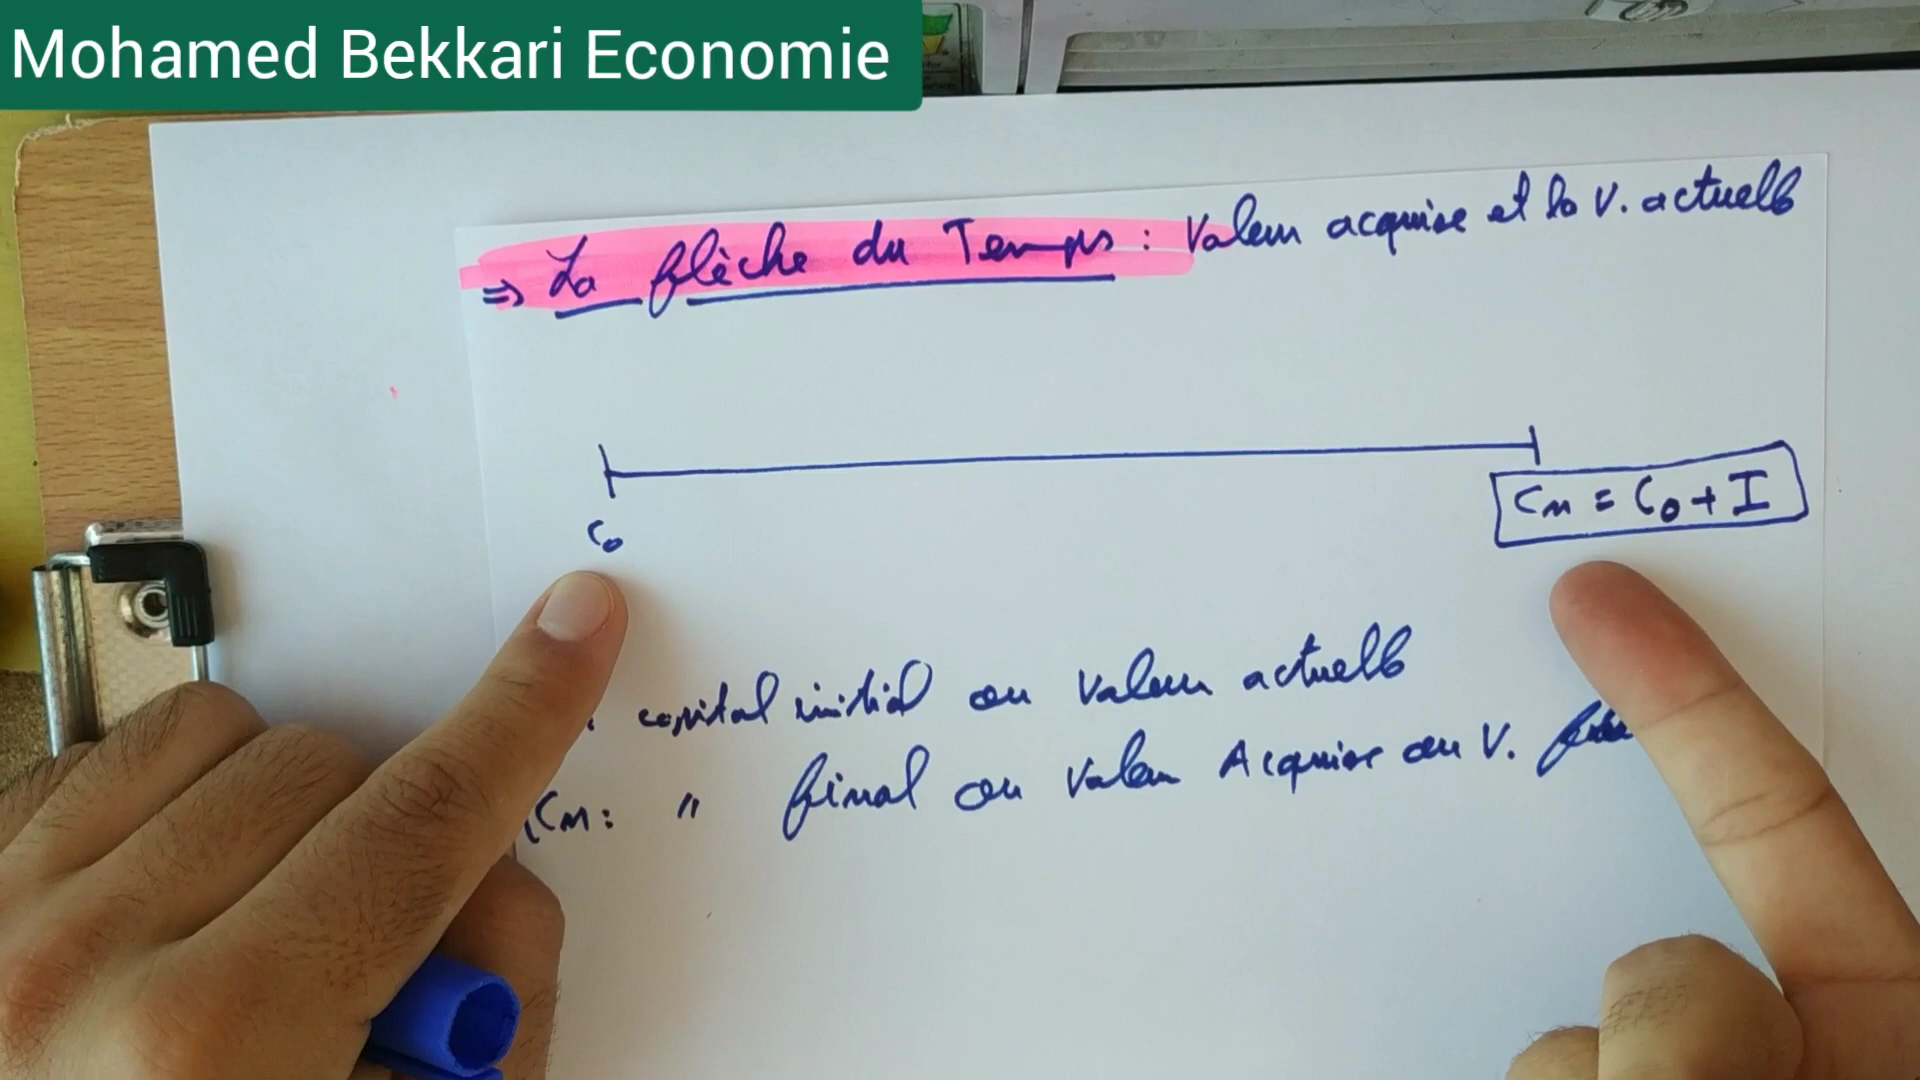 Mohamed Bekkari Economie
⇒ La flèche du Temps : Valeur acquise et la V. actuelle
C₀
Cn = C₀ + I
: capital initial ou Valeur actuelle
Cn : " final ou Valeur Acquise ou V.